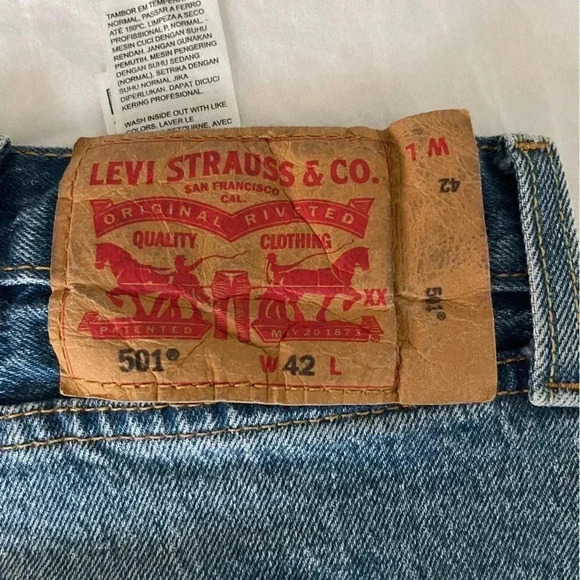 TAMBOR EM TEMPER
NORMAL. PASSAR A FERRO
ATÉ 150ºC. LIMPEZA A SECO
PROFISSIONAL P, NORMAL.
MESIN CUCI DENGAN SUHU
RENDAH. JANGAN GUNAKAN
PEMUTIH. MESIN PENGERING
DENGAN SUHU SEDANG
(NORMAL). SETRIKA DENGAN
SUHU NORMAL JIKA
DIPERLUKAN. DAPAT DICUCI
KERING PROFESIONAL.
WASH INSIDE OUT WITH LIKE
COLORS. LAVER LE
AVEC
LEVI STRAUSS & CO.
SAN FRANCISCO
CAL.
ORIGINAL RIVETED
QUALITY CLOTHING
XX
PATENTED MAY 20 1873
501® W 42 L
W L
42
501®